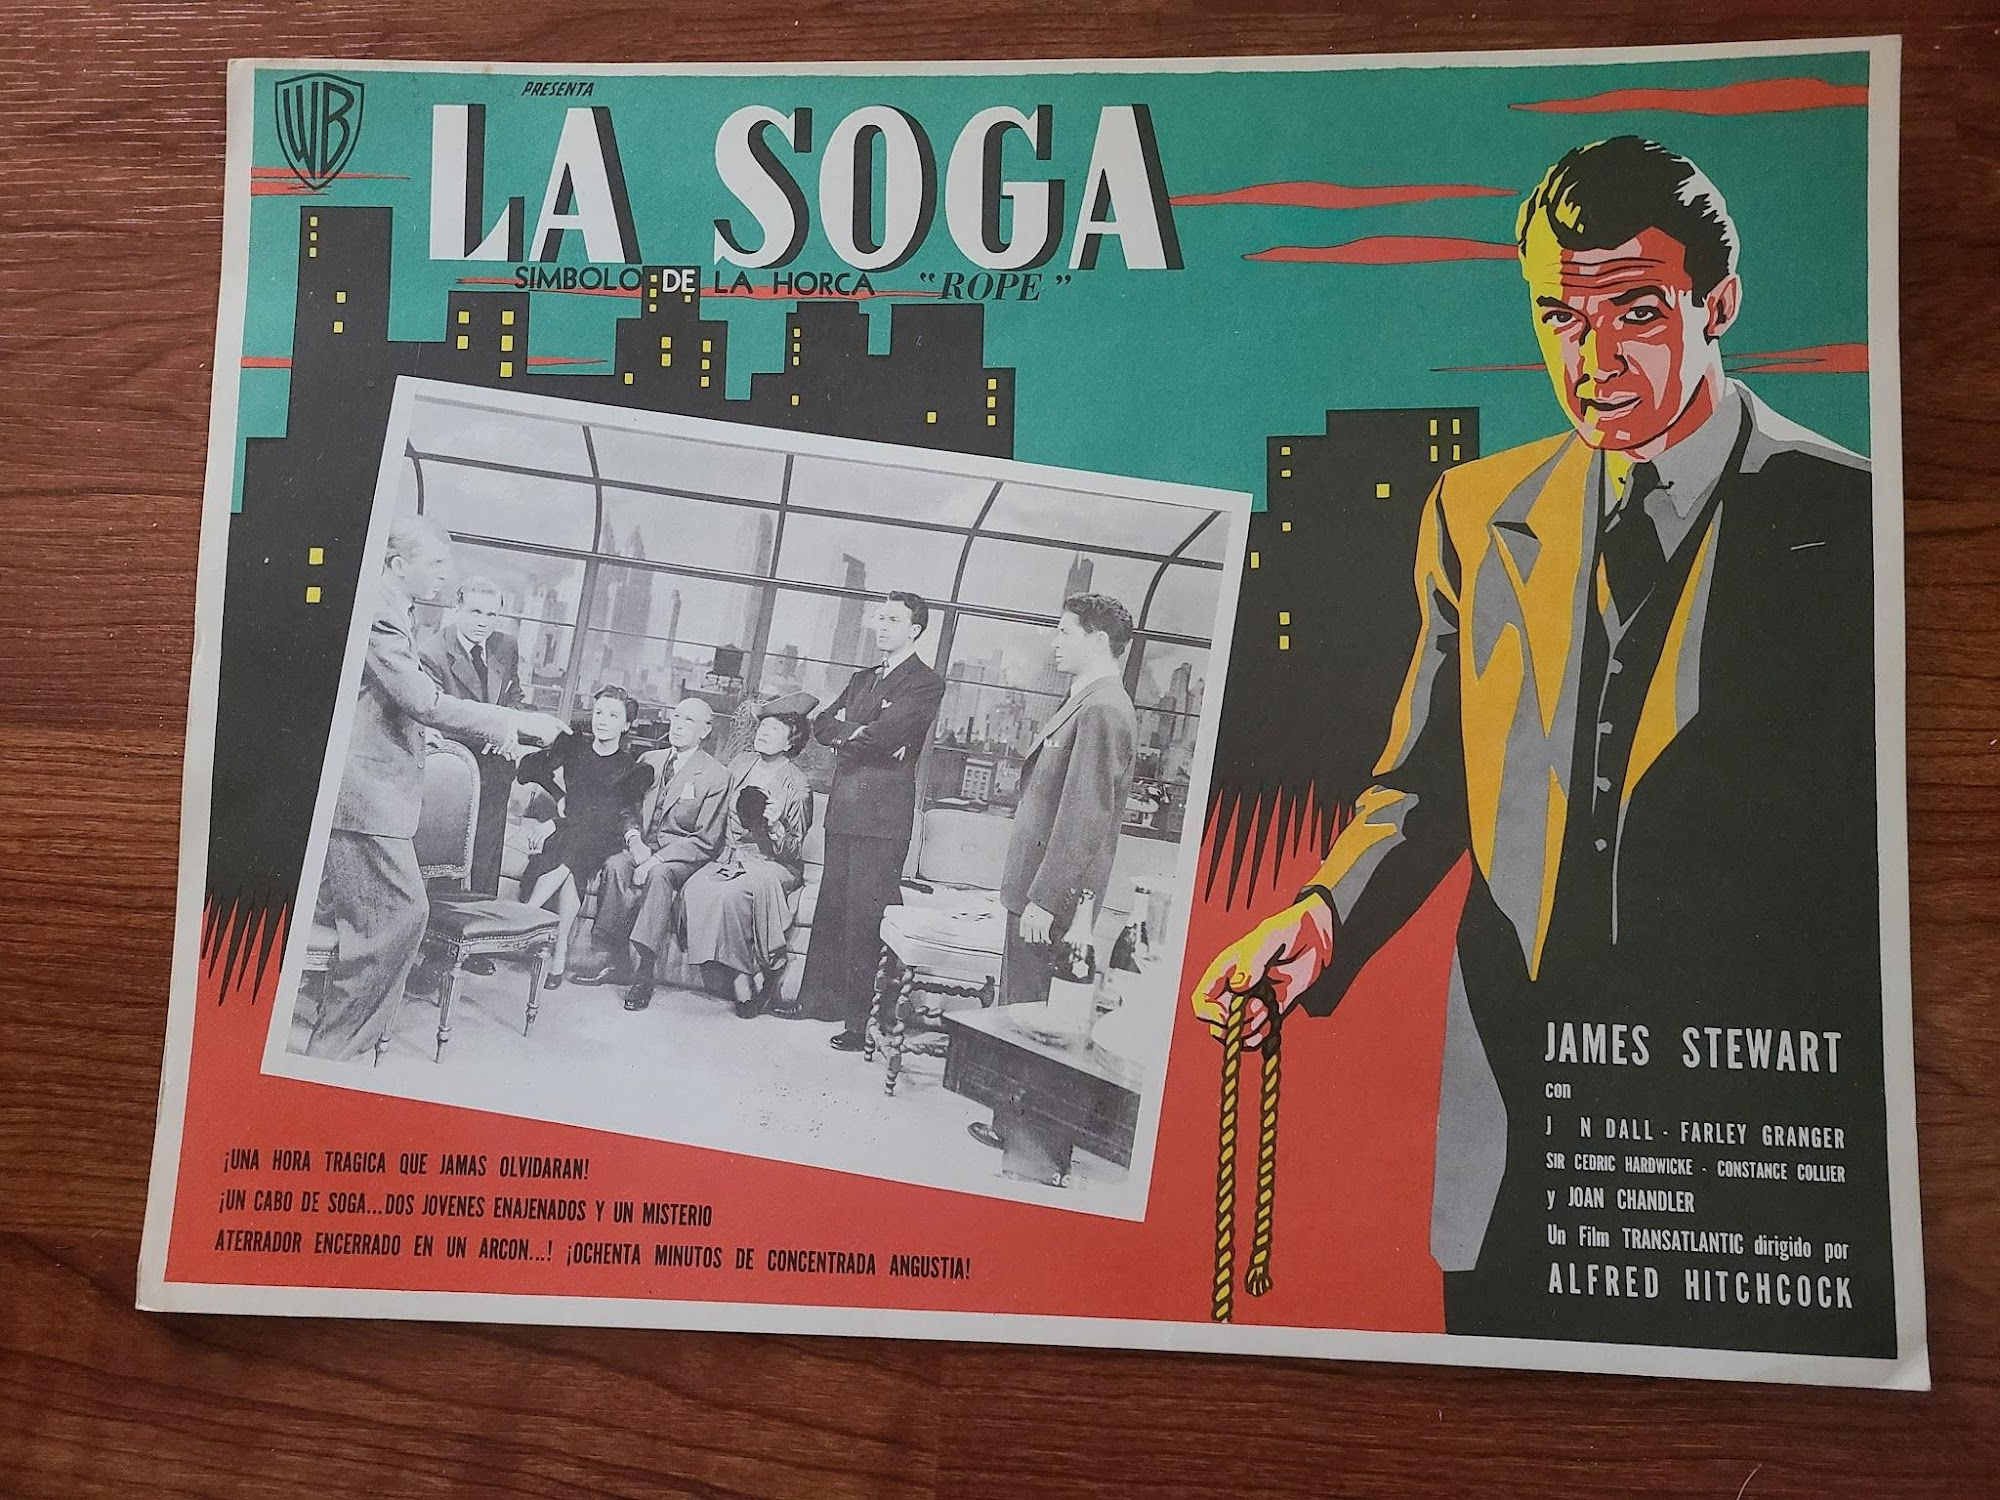 WB
PRESENTA
LA SOGA
SIMBOLO DE LA HORCA "ROPE"
36
JAMES STEWART
con
J N DALL - FARLEY GRANGER
SIR CEDRIC HARDWICKE - CONSTANCE COLLIER
y JOAN CHANDLER
Un Film TRANSATLANTIC dirigido por
ALFRED HITCHCOCK
¡UNA HORA TRAGICA QUE JAMAS OLVIDARAN!
¡UN CABO DE SOGA...DOS JOVENES ENAJENADOS Y UN MISTERIO
ATERRADOR ENCERRADO EN UN ARCON...! ¡OCHENTA MINUTOS DE CONCENTRADA ANGUSTIA!